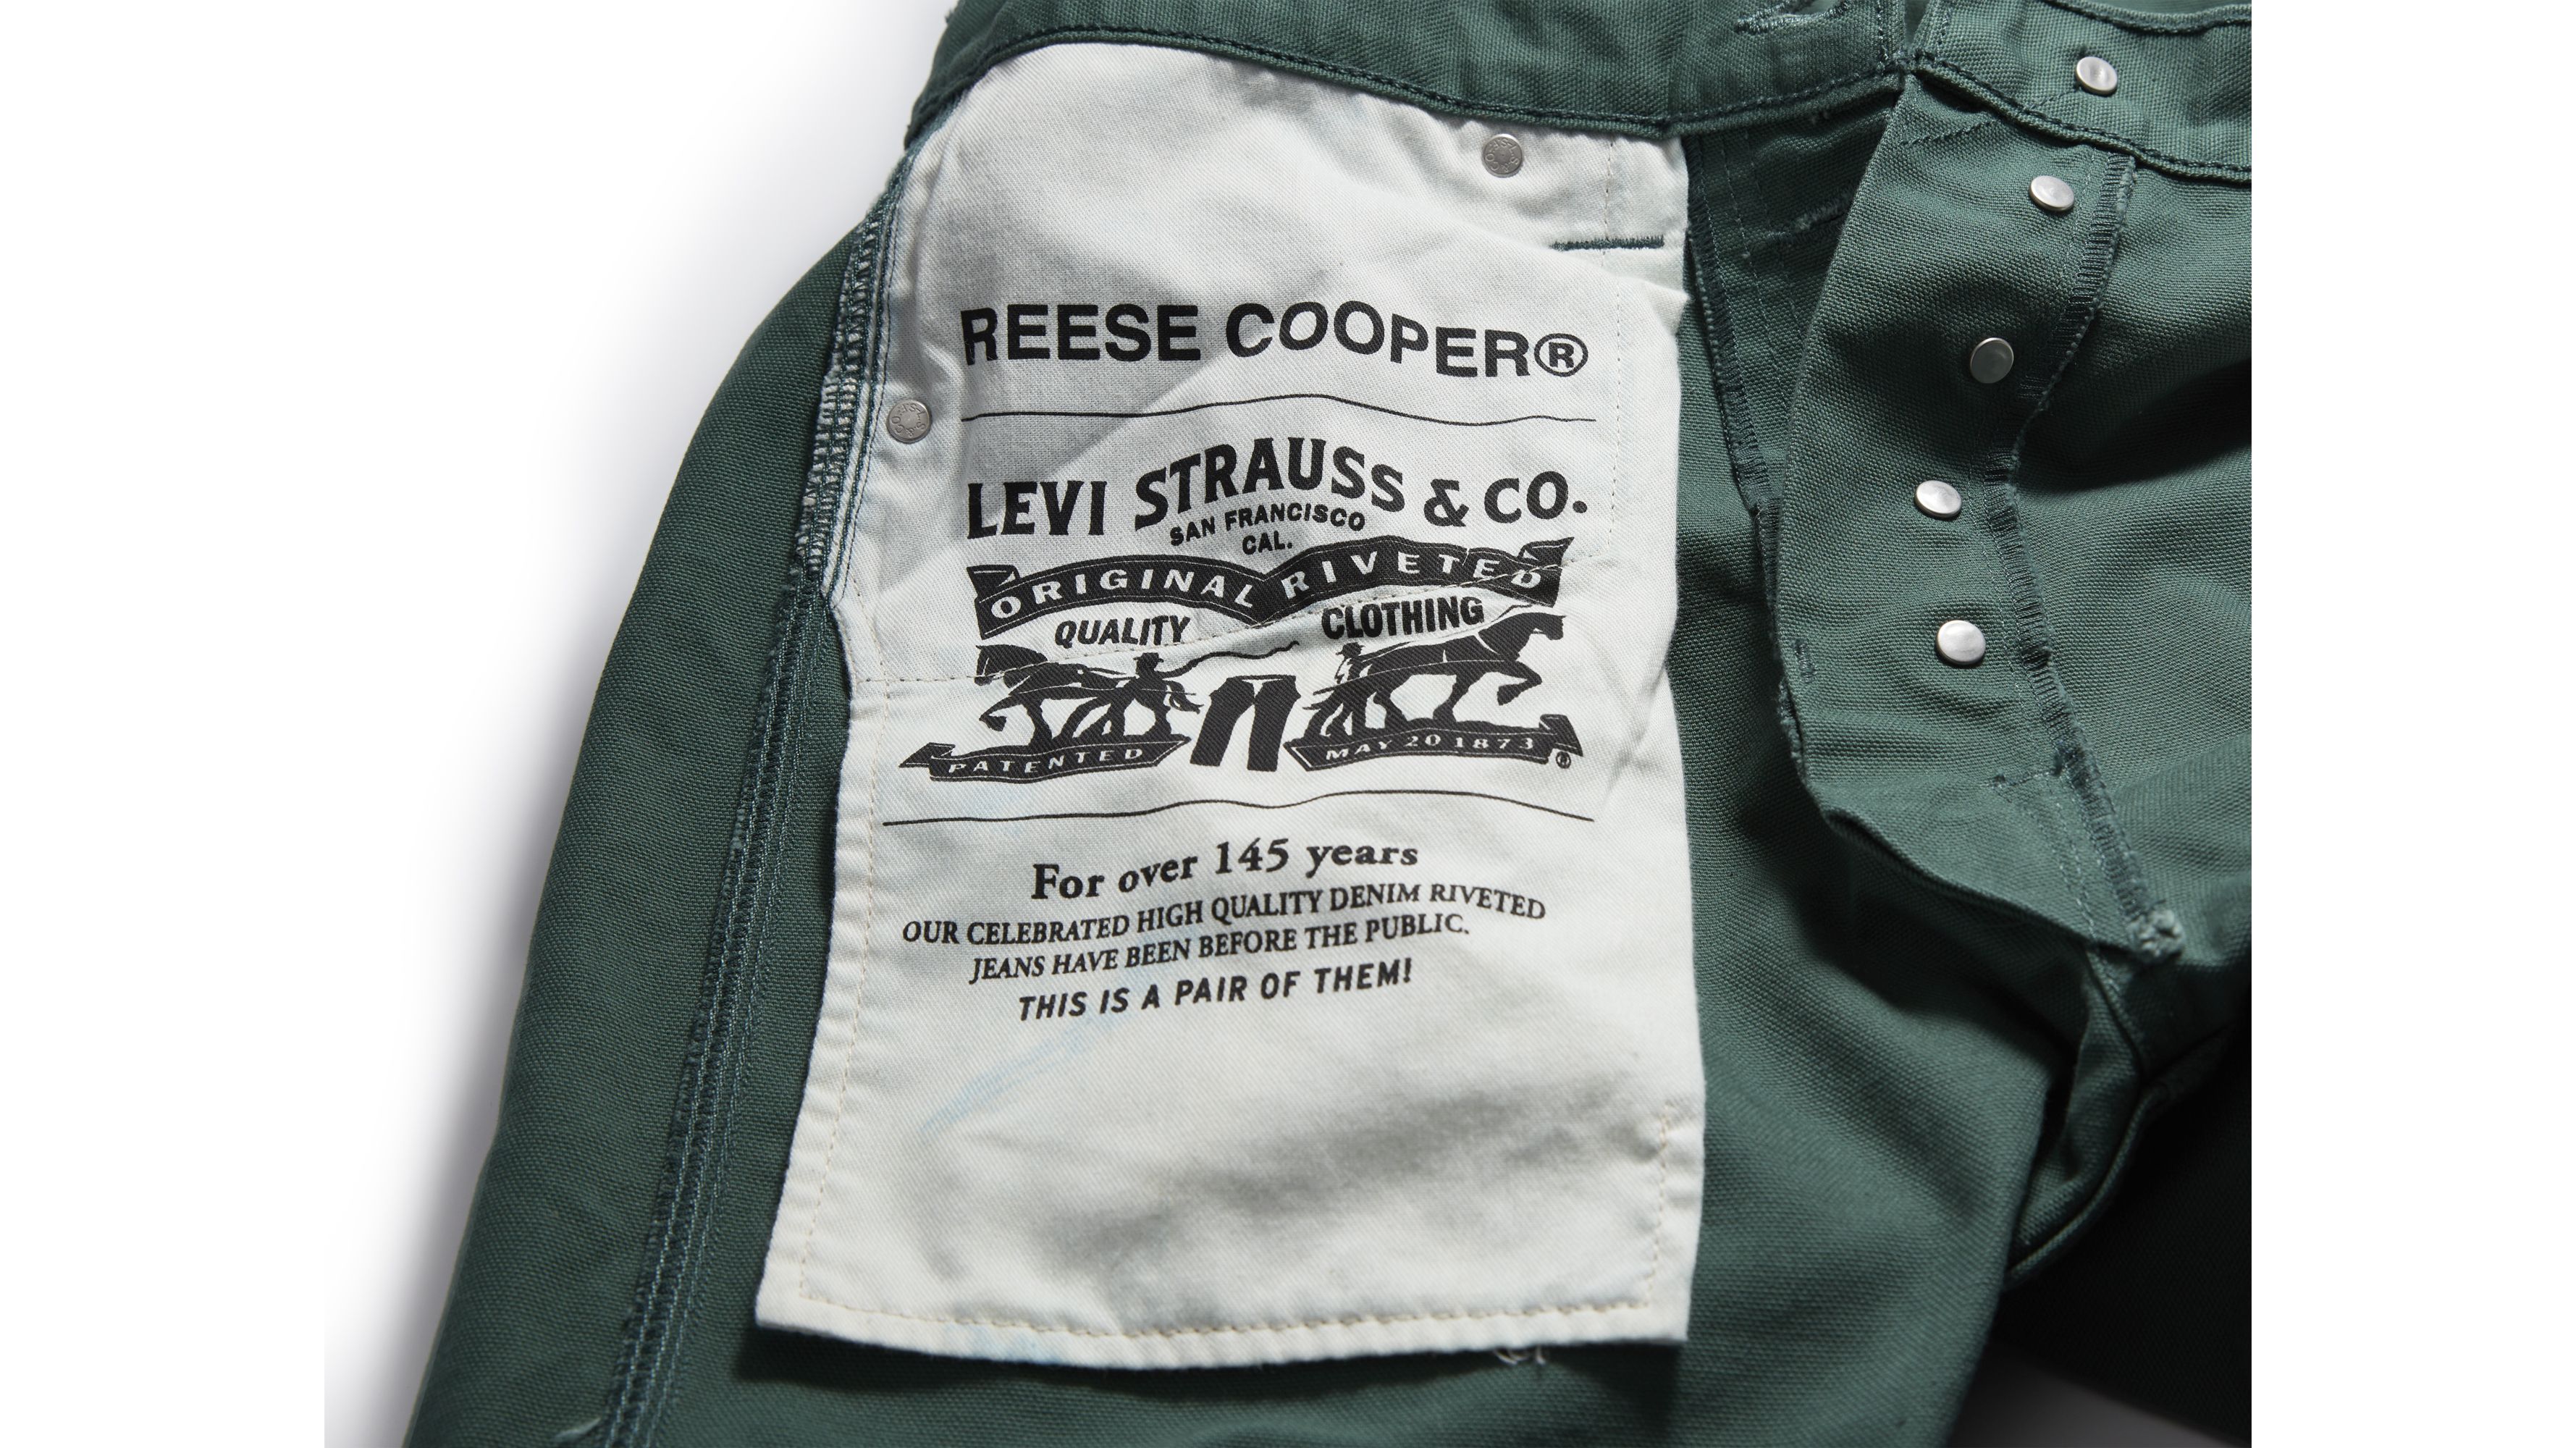 REESE COOPER®
LEVI STRAUSS & CO.
SAN FRANCISCO
CAL.
ORIGINAL RIVETED
QUALITY CLOTHING
PATENTED MAY 20 1873 ®
For over 145 years
OUR CELEBRATED HIGH QUALITY DENIM RIVETED
JEANS HAVE BEEN BEFORE THE PUBLIC.
THIS IS A PAIR OF THEM!